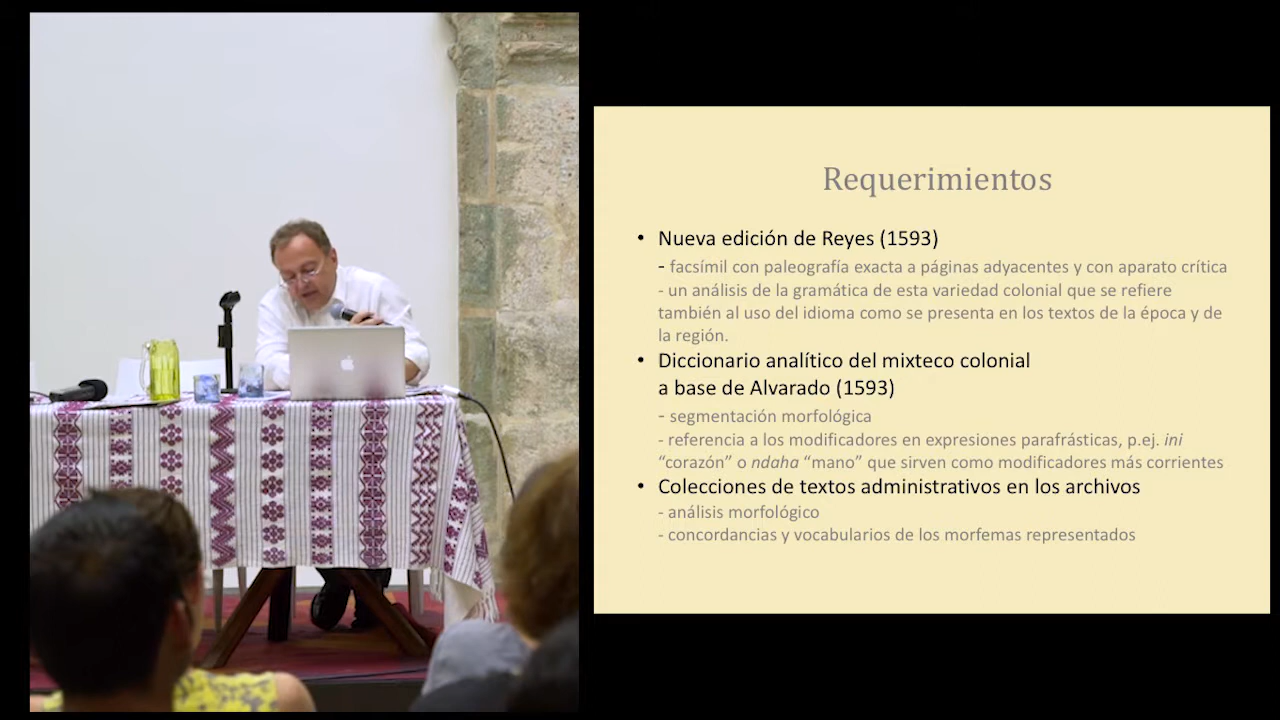 Requerimientos
• Nueva edición de Reyes (1593)
- facsímil con paleografía exacta a páginas adyacentes y con aparato crítica
- un análisis de la gramática de esta variedad colonial que se refiere
también al uso del idioma como se presenta en los textos de la época y de
la región.
• Diccionario analítico del mixteco colonial
a base de Alvarado (1593)
- segmentación morfológica
- referencia a los modificadores en expresiones parafrásticas, p.ej. ini
“corazón” o ndaha “mano” que sirven como modificadores más corrientes
• Colecciones de textos administrativos en los archivos
- análisis morfológico
- concordancias y vocabularios de los morfemas representados